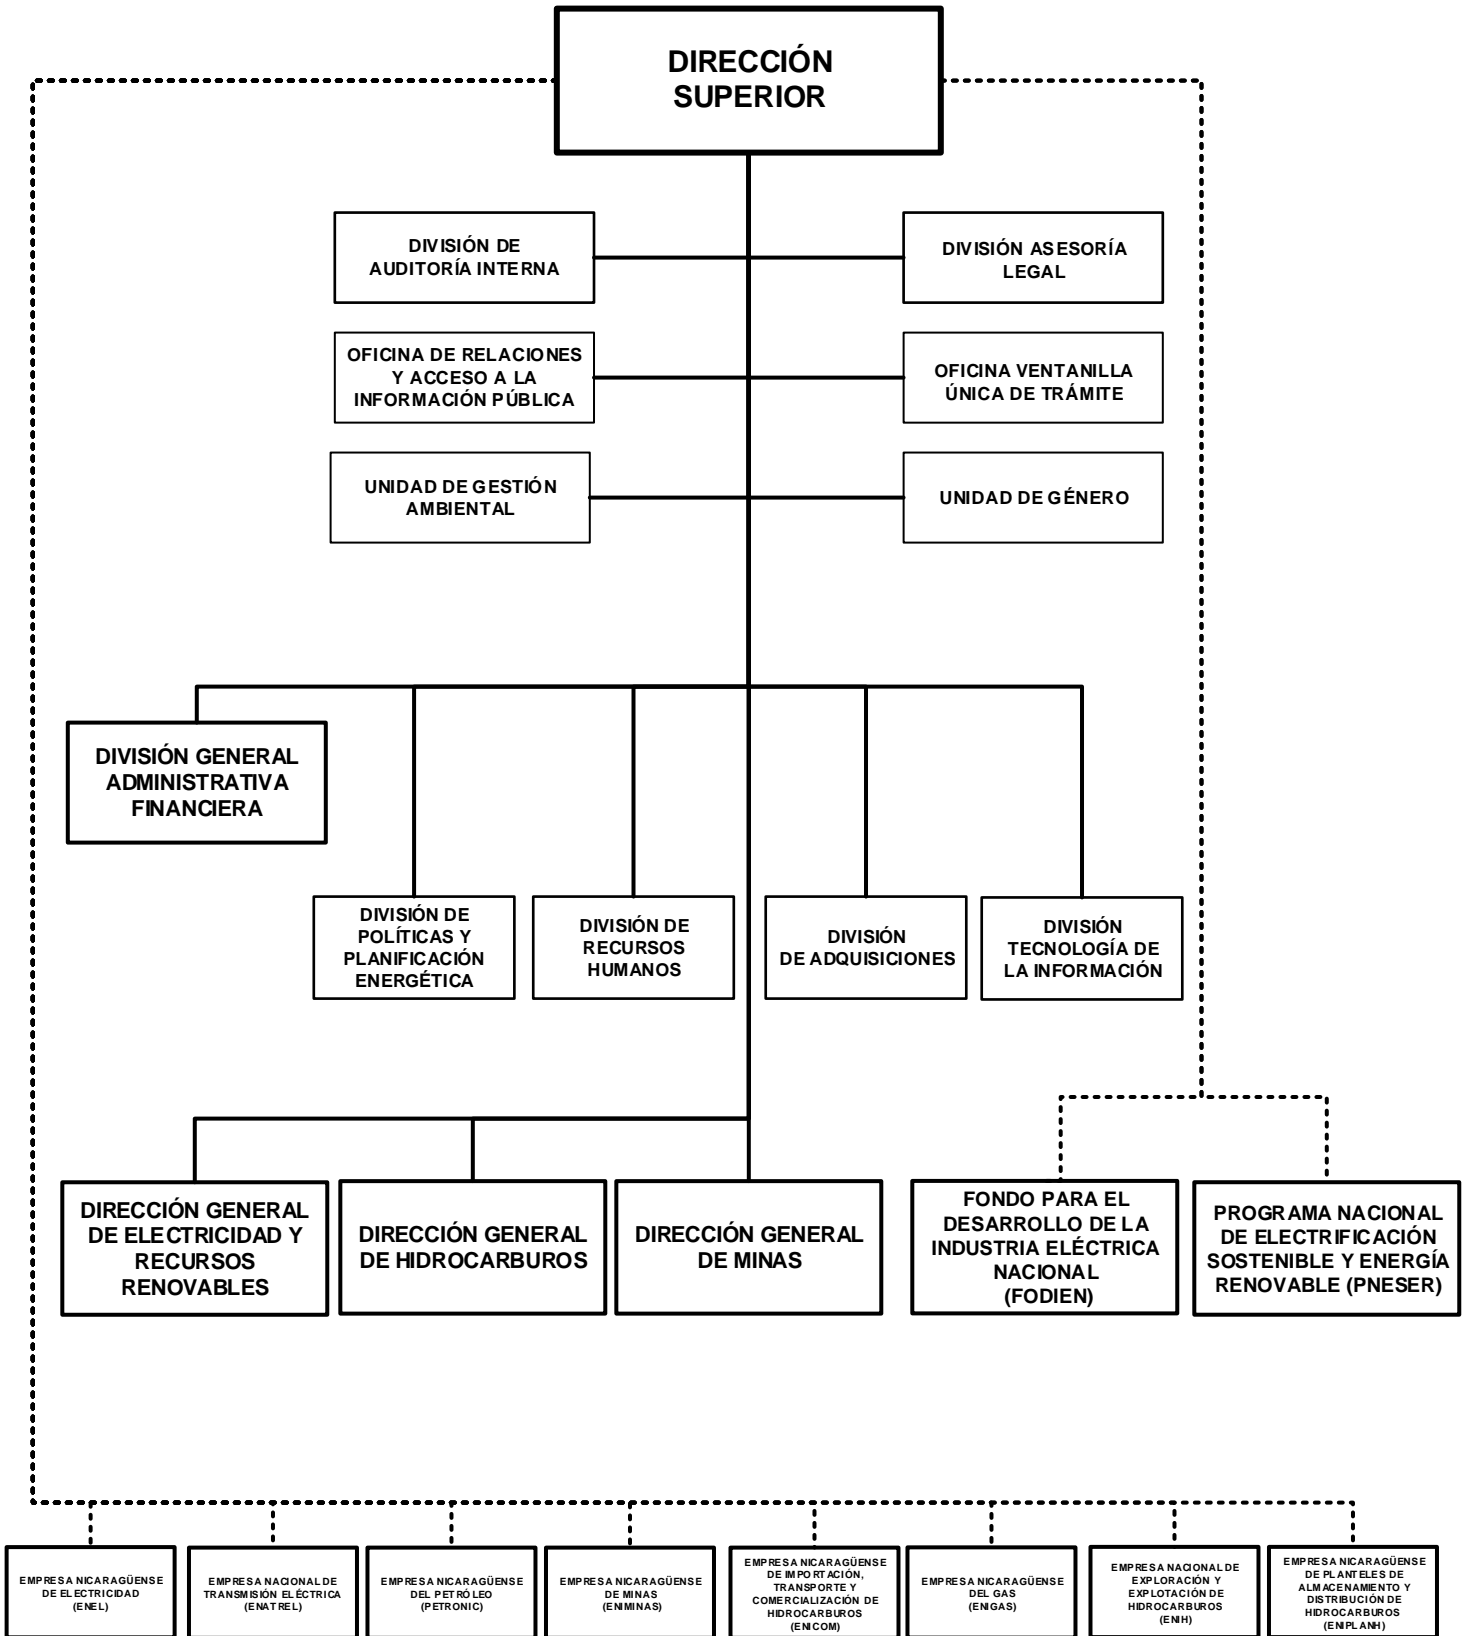 DIRECCIÓN
SUPERIOR
DIVISIÓN DE
AUDITORÍA INTERNA
DIVISIÓN ASESORÍA
LEGAL
OFICINA DE RELACIONES
Y ACCESO A LA
INFORMACIÓN PÚBLICA
OFICINA VENTANILLA
ÚNICA DE TRÁMITE
UNIDAD DE GESTIÓN
AMBIENTAL
UNIDAD DE GÉNERO
DIVISIÓN GENERAL
ADMINISTRATIVA
FINANCIERA
DIVISIÓN DE
POLÍTICAS Y
PLANIFICACIÓN
ENERGÉTICA
DIVISIÓN DE
RECURSOS
HUMANOS
DIVISIÓN
DE ADQUISICIONES
DIVISIÓN
TECNOLOGÍA DE
LA INFORMACIÓN
DIRECCIÓN GENERAL
DE ELECTRICIDAD Y
RECURSOS
RENOVABLES
DIRECCIÓN GENERAL
DE HIDROCARBUROS
DIRECCIÓN GENERAL
DE MINAS
FONDO PARA EL
DESARROLLO DE LA
INDUSTRIA ELÉCTRICA
NACIONAL
(FODIEN)
PROGRAMA NACIONAL
DE ELECTRIFICACIÓN
SOSTENIBLE Y ENERGÍA
RENOVABLE (PNESER)
EMPRESA NICARAGÜENSE
DE ELECTRICIDAD
(ENEL)
EMPRESA NACIONAL DE
TRANSMISIÓN ELÉCTRICA
(ENATREL)
EMPRESA NICARAGÜENSE
DEL PETRÓLEO
(PETRONIC)
EMPRESA NICARAGÜENSE
DE MINAS
(ENIMINAS)
EMPRESA NICARAGÜENSE
DE IMPORTACIÓN,
TRANSPORTE Y
COMERCIALIZACIÓN DE
HIDROCARBUROS
(ENICOM)
EMPRESA NICARAGÜENSE
DEL GAS
(ENIGAS)
EMPRESA NACIONAL DE
EXPLORACIÓN Y
EXPLOTACIÓN DE
HIDROCARBUROS
(ENIH)
EMPRESA NICARAGÜENSE
DE PLANTELES DE
ALMACENAMIENTO Y
DISTRIBUCIÓN DE
HIDROCARBUROS
(ENIPLANH)